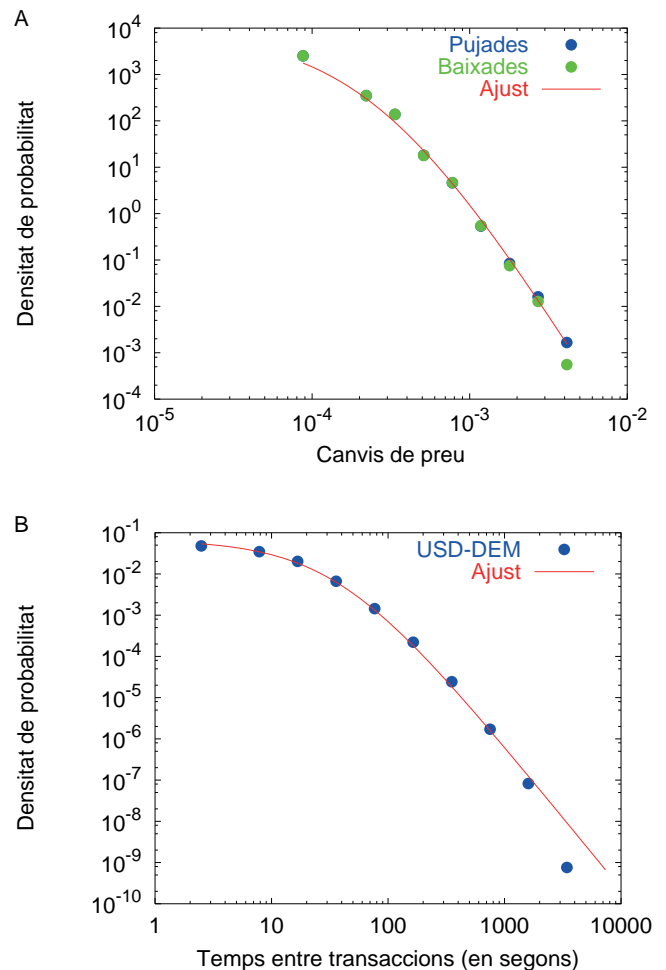 A
Densitat de probabilitat
10^4
10^3
10^2
10^1
10^0
10^-1
10^-2
10^-3
10^-4
Pujades
Baixades
Ajust
10^-5 10^-4 10^-3 10^-2
Canvis de preu
B
Densitat de probabilitat
10^-1
10^-2
10^-3
10^-4
10^-5
10^-6
10^-7
10^-8
10^-9
10^-10
USD-DEM
Ajust
1 10 100 1000 10000
Temps entre transaccions (en segons)